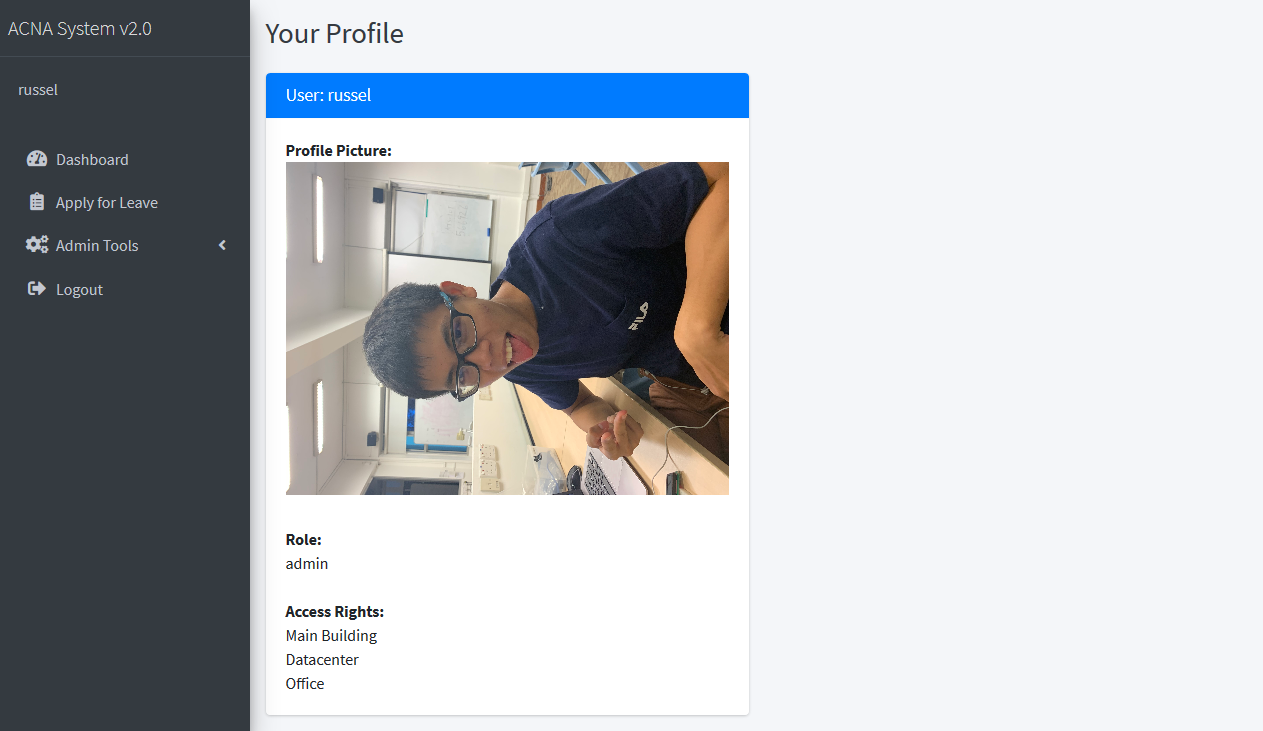 ACNA System v2.0
russel
Dashboard
Apply for Leave
Admin Tools
Logout
Your Profile
User: russel
Profile Picture:
FILA
Role:
admin
Access Rights:
Main Building
Datacenter
Office